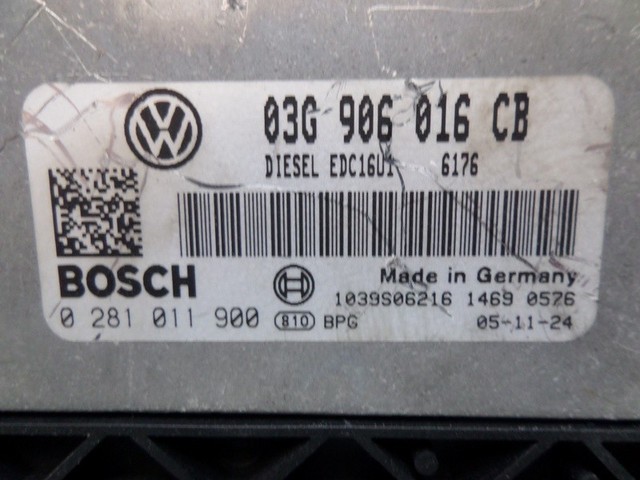 03G 906 016 CB
DIESEL EDC16U1 6176
BOSCH
Made in Germany
1039S06216 1469 0576
0 281 011 900 810 BPG 05-11-24